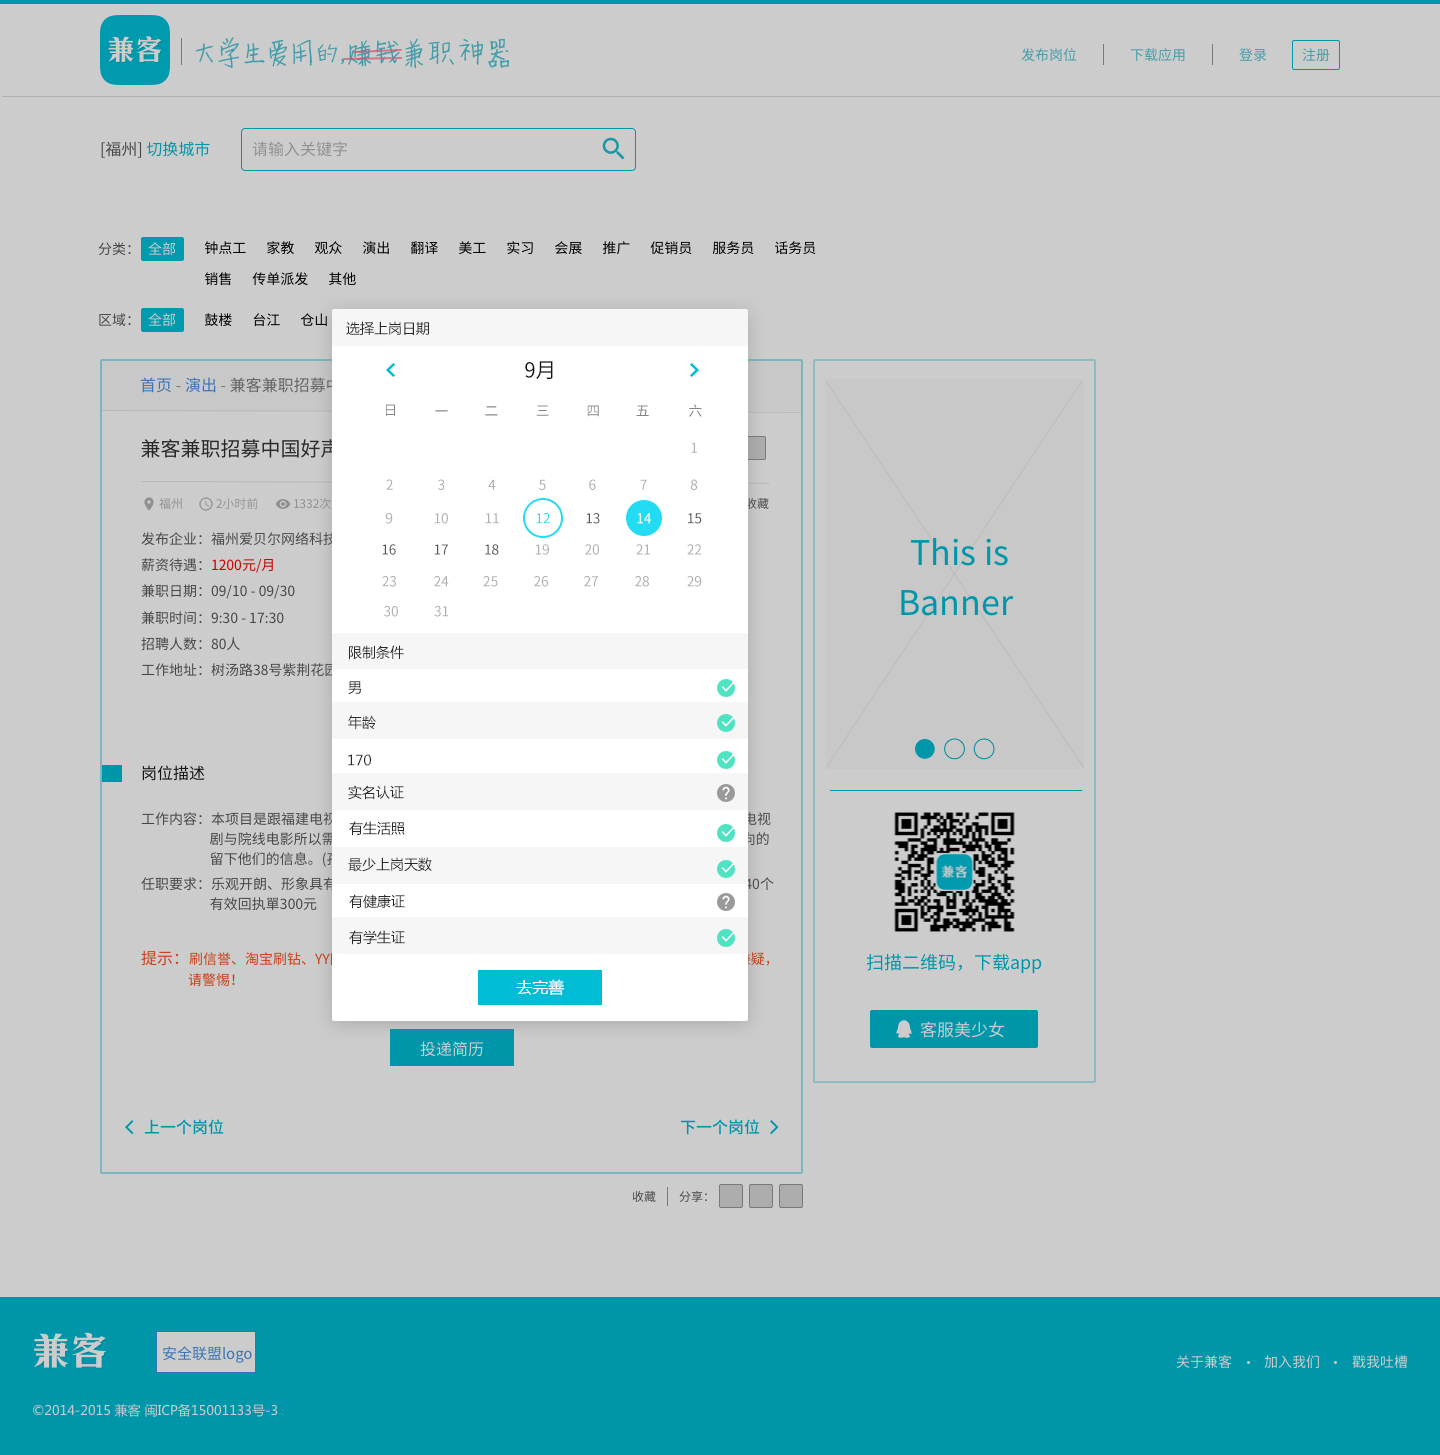 兼客
大学生爱用的,赚钱兼职神器
发布岗位 下载应用 登录 注册
[福州] 切换城市
请输入关键字
分类： 全部 钟点工 家教 观众 演出 翻译 美工 实习 会展 推广 促销员 服务员 话务员
销售 传单派发 其他
区域： 全部 鼓楼 台江 仓山
首页 - 演出 - 兼客兼职招募中
兼客兼职招募中国好声
福州 2小时前 1332次 收藏
发布企业：福州爱贝尔网络科技
薪资待遇：1200元/月
兼职日期：09/10 - 09/30
兼职时间：9:30 - 17:30
招聘人数：80人
工作地址：树汤路38号紫荆花园
岗位描述
工作内容：本项目是跟福建电视 电视
剧与院线电影所以需 向的
留下他们的信息。(
任职要求：乐观开朗、形象具有 40个
有效回执單300元
提示：刷信誉、淘宝刷钻、YY 疑，
请警惕！
选择上岗日期
9月
日 一 二 三 四 五 六
1
2 3 4 5 6 7 8
9 10 11 12 13 14 15
16 17 18 19 20 21 22
23 24 25 26 27 28 29
30 31
限制条件
男
年龄
170
实名认证
有生活照
最少上岗天数
有健康证
有学生证
去完善
投递简历
上一个岗位 下一个岗位
收藏 分享：
This is
Banner
兼客
扫描二维码，下载app
客服美少女
兼客
安全联盟logo
关于兼客 · 加入我们 · 戳我吐槽
©2014-2015 兼客 闽ICP备15001133号-3